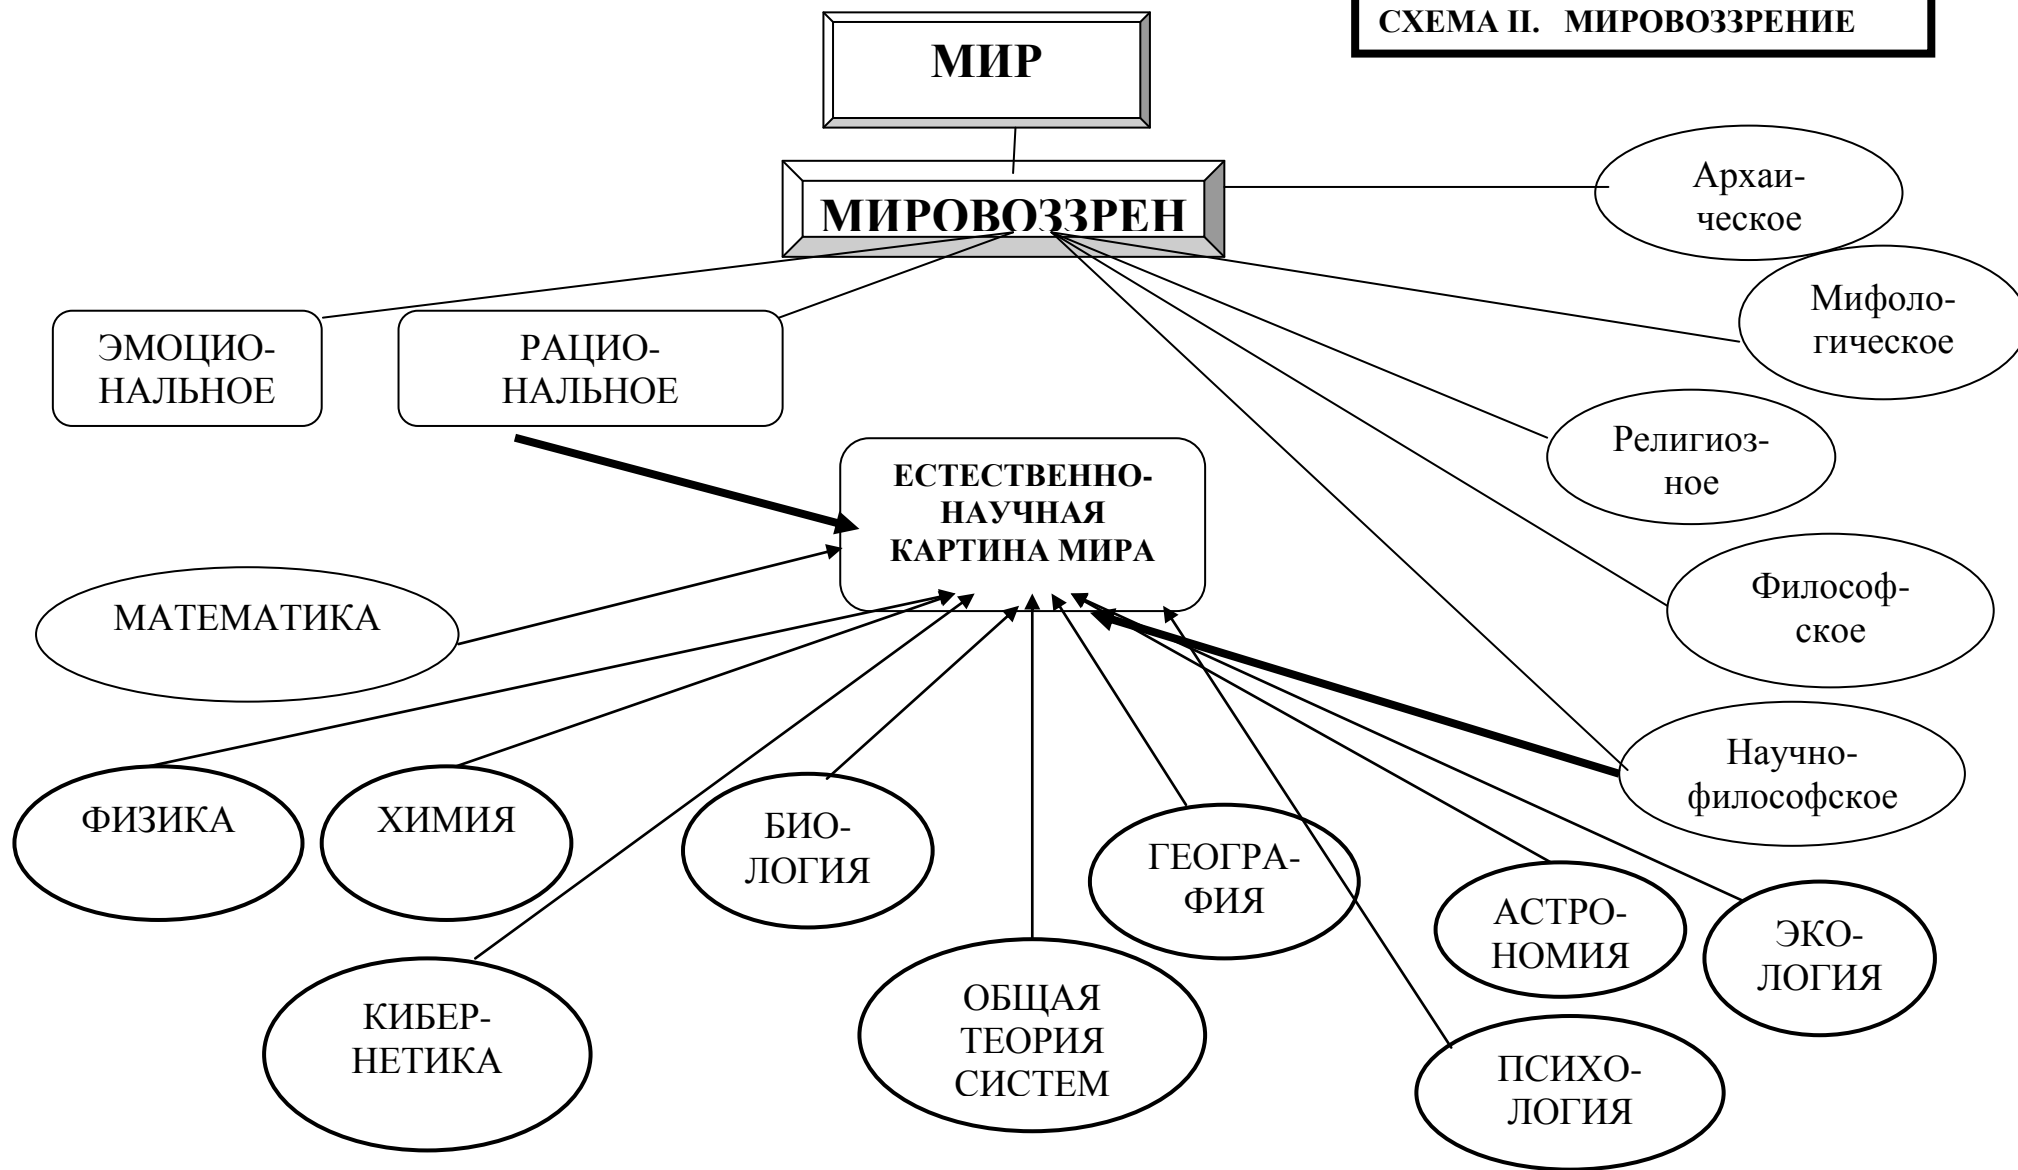 СХЕМА II. МИРОВОЗЗРЕНИЕ
МИР
МИРОВОЗЗРЕН
Архаи-
ческое
Мифоло-
гическое
ЭМОЦИО-
НАЛЬНОЕ
РАЦИО-
НАЛЬНОЕ
Религиоз-
ное
ЕСТЕСТВЕННО-
НАУЧНАЯ
КАРТИНА МИРА
Философ-
ское
МАТЕМАТИКА
Научно-
философское
ФИЗИКА
ХИМИЯ
БИО-
ЛОГИЯ
ГЕОГРА-
ФИЯ
АСТРО-
НОМИЯ
ЭКО-
ЛОГИЯ
КИБЕР-
НЕТИКА
ОБЩАЯ
ТЕОРИЯ
СИСТЕМ
ПСИХО-
ЛОГИЯ